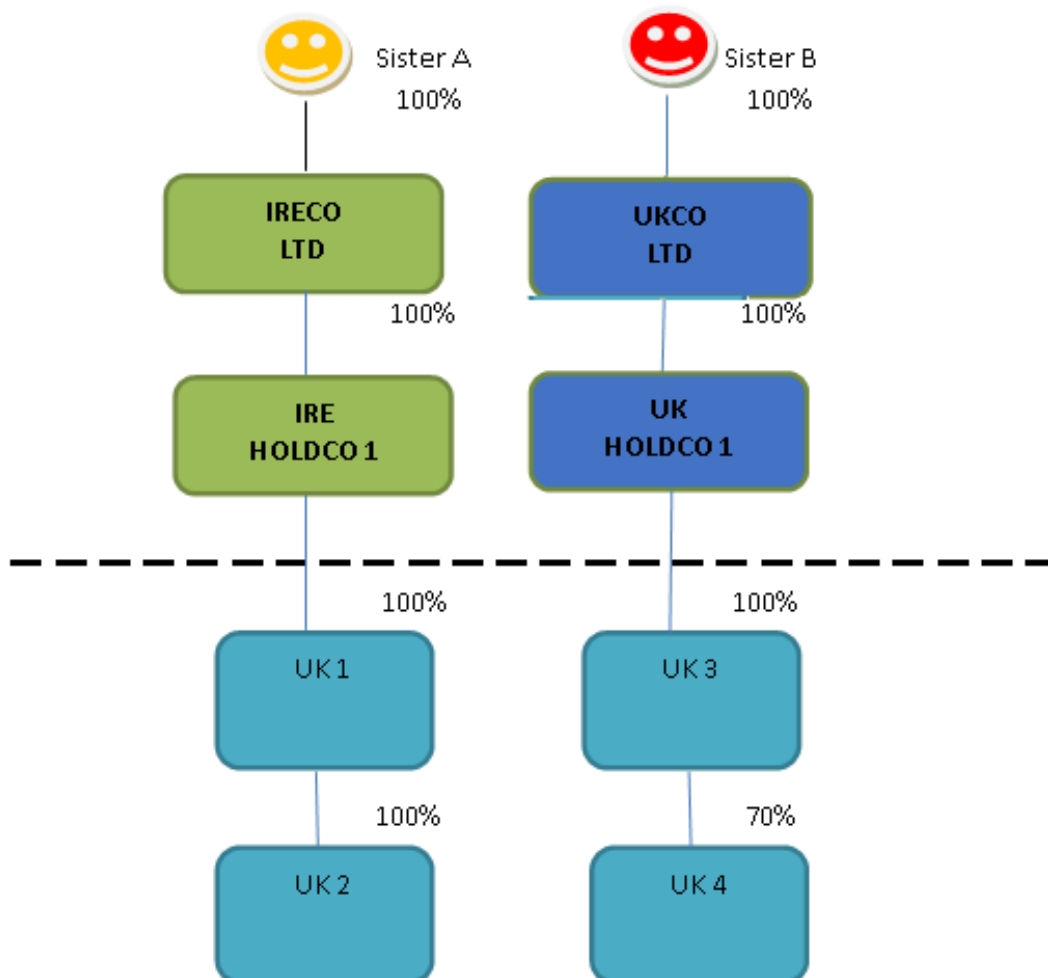 Sister A
100%
Sister B
100%
IRECO
LTD
UKCO
LTD
100%
100%
IRE
HOLDCO 1
UK
HOLDCO 1
100%
100%
UK 1
UK 3
100%
70%
UK 2
UK 4